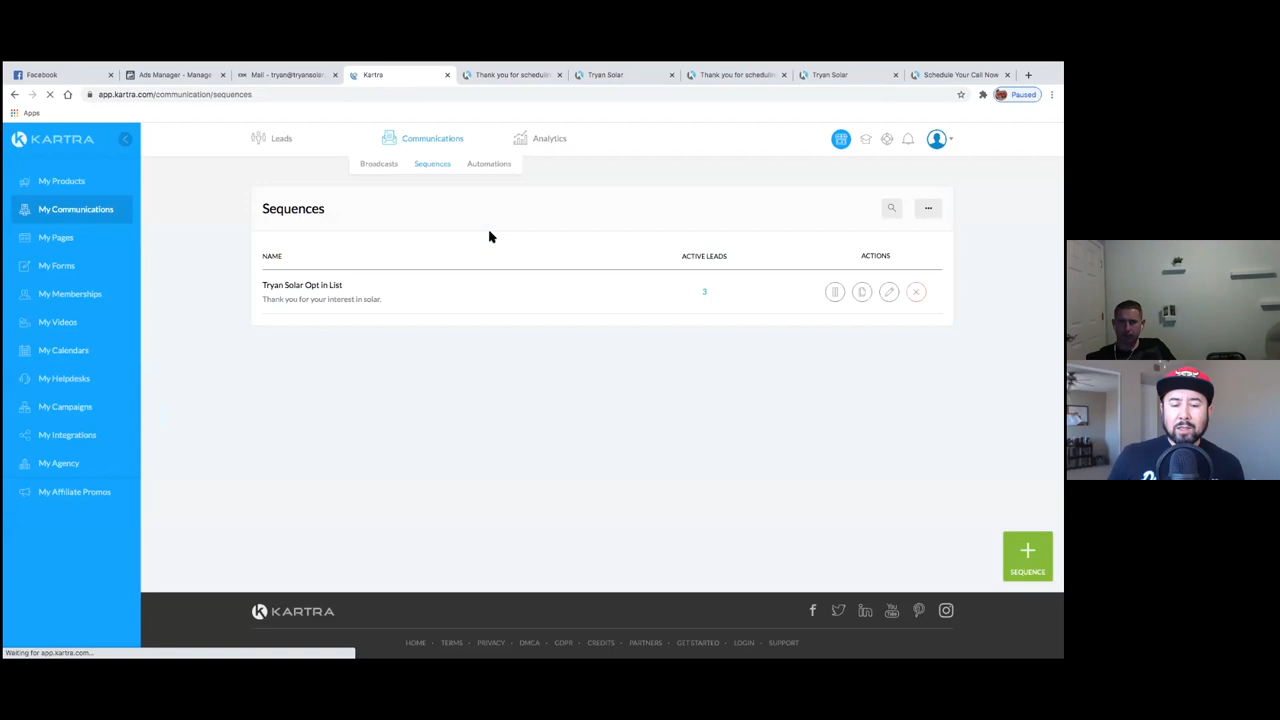 Facebook
Ads Manager - Manage
Mail - tryan@tryansolar
Kartra
Thank you for scheduling
Tryan Solar
Thank you for scheduling
Tryan Solar
Schedule Your Call Now
app.kartra.com/communication/sequences
Paused
Apps
KARTRA
Leads
Communications
Analytics
Broadcasts
Sequences
Automations
My Products
My Communications
My Pages
My Forms
My Memberships
My Videos
My Calendars
My Helpdesks
My Campaigns
My Integrations
My Agency
My Affiliate Promos
Sequences
NAME
ACTIVE LEADS
ACTIONS
Tryan Solar Opt in List
Thank you for your interest in solar.
3
SEQUENCE
KARTRA
HOME · TERMS · PRIVACY · DMCA · GDPR · CREDITS · PARTNERS · GET STARTED · LOGIN · SUPPORT
Waiting for app.kartra.com...